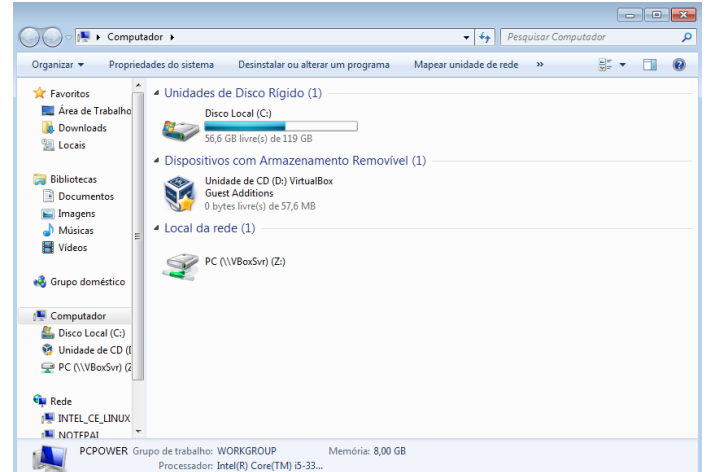 Computador
Pesquisar Computador
Organizar
Propriedades do sistema
Desinstalar ou alterar um programa
Mapear unidade de rede
»
Favoritos
Área de Trabalho
Downloads
Locais
Bibliotecas
Documentos
Imagens
Músicas
Vídeos
Grupo doméstico
Computador
Disco Local (C:)
Unidade de CD (
PC (\\VBoxSvr) (Z
Rede
INTEL_CE_LINUX
NOTEPAI
Unidades de Disco Rígido (1)
Disco Local (C:)
56,6 GB livre(s) de 119 GB
Dispositivos com Armazenamento Removível (1)
Unidade de CD (D:) VirtualBox
Guest Additions
0 bytes livre(s) de 57,6 MB
Local da rede (1)
PC (\\VBoxSvr) (Z:)
PCPOWER Grupo de trabalho: WORKGROUP Memória: 8,00 GB
Processador: Intel(R) Core(TM) i5-33...